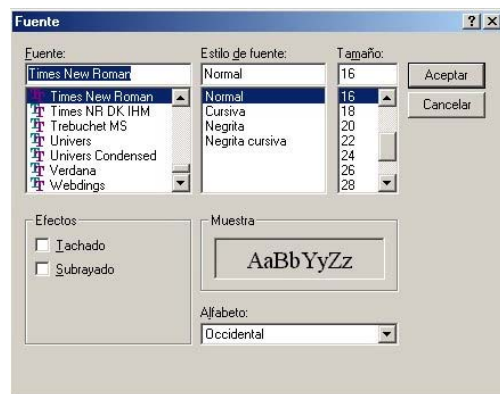 Fuente
Fuente: Estilo de fuente: Tamaño:
Times New Roman Normal 16 Aceptar
Times New Roman Normal 16
Times NR DK IHM Cursiva 18 Cancelar
Trebuchet MS Negrita 20
Univers Negrita cursiva 22
Univers Condensed 24
Verdana 26
Webdings 28
Efectos Muestra
Tachado
Subrayado
AaBbYyZz
Alfabeto:
Occidental